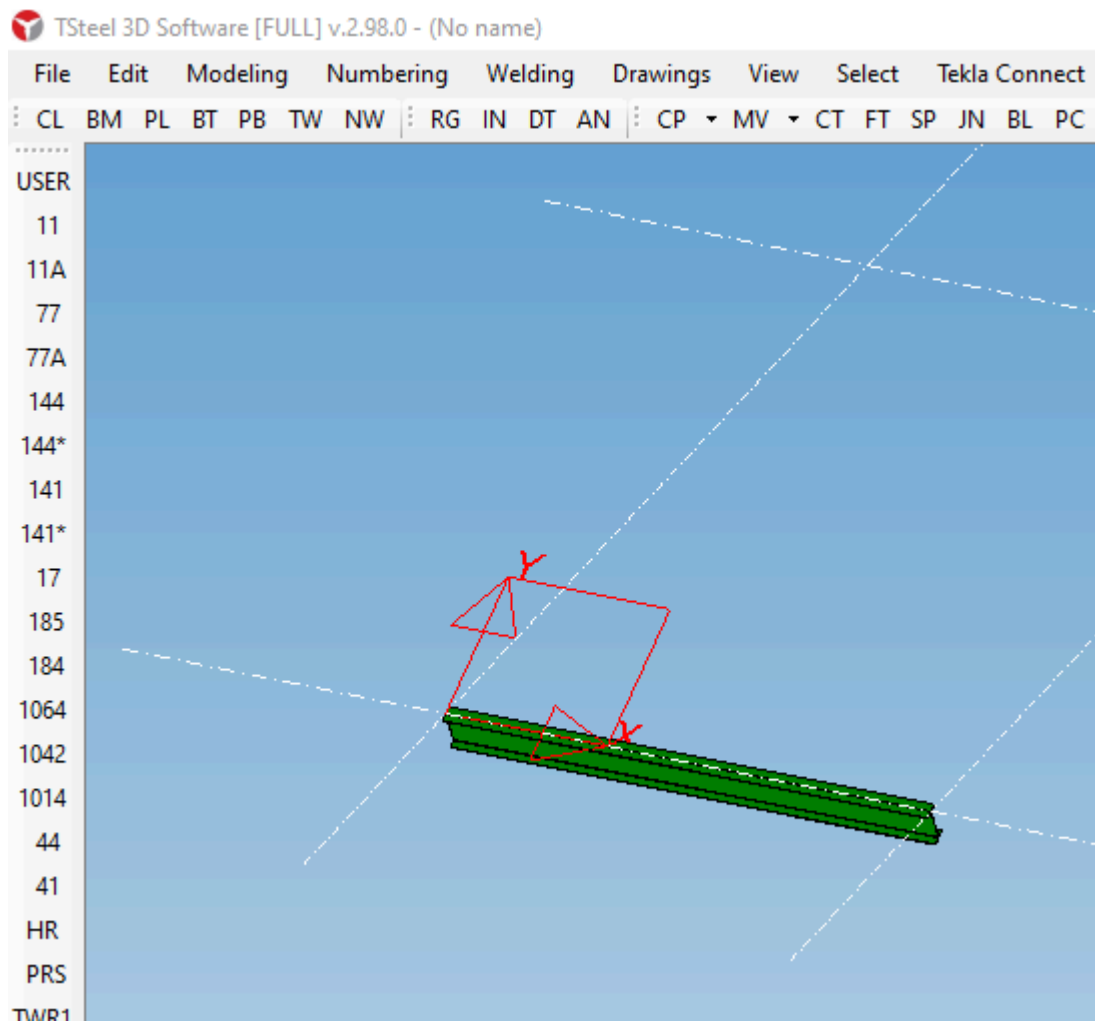 TSteel 3D Software [FULL] v.2.98.0 - (No name)
File Edit Modeling Numbering Welding Drawings View Select Tekla Connect
CL BM PL BT PB TW NW RG IN DT AN CP MV CT FT SP JN BL PC
USER
11
11A
77
77A
144
144*
141
141*
17
185
184
1064
1042
1014
44
41
HR
PRS
TWR1
Y
X